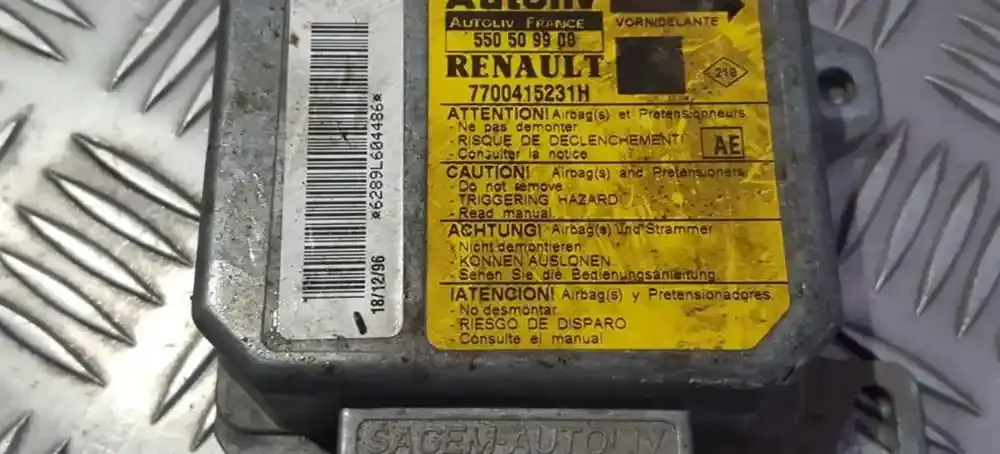 Autoliv
AUTOLIV FRANCE
550 50 99 00
VORN/DELANTE
RENAULT
218
7700415231H
ATTENTION! Airbag(s) et Pretensionneurs
- Ne pas demonter
- RISQUE DE DECLENCHEMENT!
- Consulter la notice
AE
CAUTION! Airbag(s) and Pretensioners
- Do not remove
- TRIGGERING HAZARD!
- Read manual
ACHTUNG! Airbag(s) und Strammer
- Nicht demontieren
- KONNEN AUSLONEN
- Sehen Sie die Bedienungsanleitung
!ATENCION! Airbag(s) y Pretensionadores
- No desmontar
- RIESGO DE DISPARO
- Consulte el manual
*6289L604486*
18/12/96
SAGEM-AUTOLIV